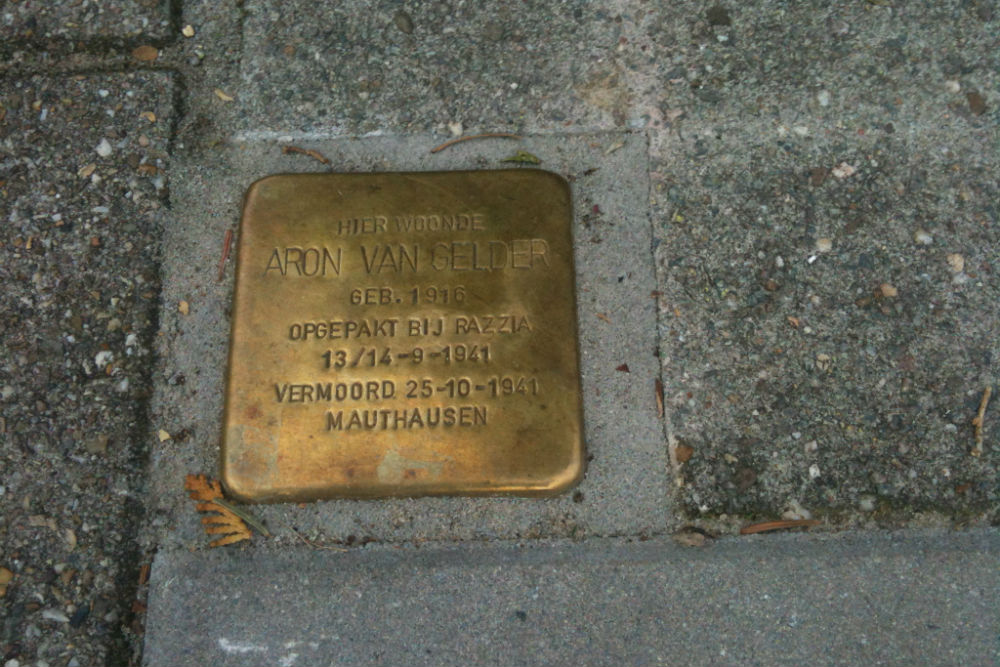 HIER WOONDE
ARON VAN GELDER
GEB. 1916
OPGEPAKT BIJ RAZZIA
13/14-9-1941
VERMOORD 25-10-1941
MAUTHAUSEN